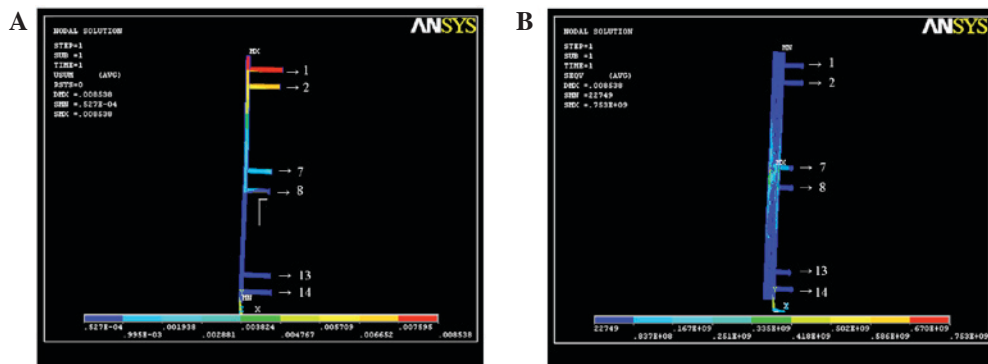 A
ANSYS
NODAL SOLUTION
STEP=1
SUB =1
TIME=1
USUM (AVG)
RSYS=0
DMX =.008538
SMN =.527E-04
SMX =.008538
MX
→ 1
→ 2
→ 7
→ 8
→ 13
→ 14
MN
X
.527E-04 .001938 .003824 .005709 .007595
.995E-03 .002881 .004767 .006652 .008538
B
ANSYS
NODAL SOLUTION
STEP=1
SUB =1
TIME=1
SEQV (AVG)
DMX =.008538
SMN =22749
SMX =.753E+09
MN
→ 1
→ 2
MX
→ 7
→ 8
→ 13
→ 14
X
22749 .167E+09 .335E+09 .502E+09 .670E+09
.837E+08 .251E+09 .418E+09 .586E+09 .753E+09